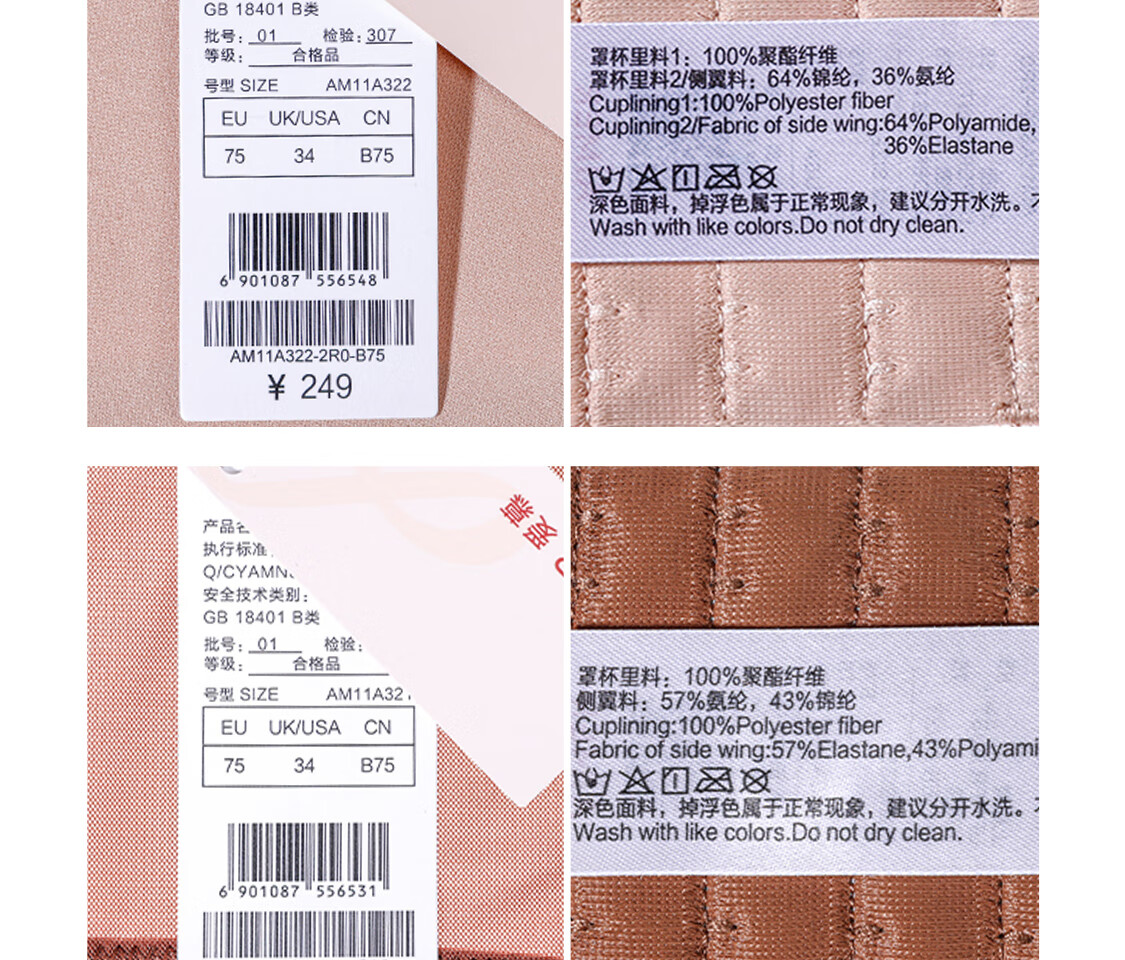 GB 18401 B类
批号： 01 检验: 307
等级： 合格品
号型 SIZE AM11A322
EU UK/USA CN
75 34 B75
6 901087 556548
AM11A322-2R0-B75
¥ 249
罩杯里料1：100%聚酯纤维
罩杯里料2/侧翼料：64%锦纶，36%氨纶
Cuplining1:100%Polyester fiber
Cuplining2/Fabric of side wing:64%Polyamide,
36%Elastane
深色面料，掉浮色属于正常现象，建议分开水洗。
Wash with like colors.Do not dry clean.
产品名
执行标准
Q/CYAMN
安全技术类别：
GB 18401 B类
批号： 01 检验:
等级： 合格品
号型 SIZE AM11A321
EU UK/USA CN
75 34 B75
6 901087 556531
爱慕
罩杯里料：100%聚酯纤维
侧翼料：57%氨纶，43%锦纶
Cuplining:100%Polyester fiber
Fabric of side wing:57%Elastane,43%Polyami
深色面料，掉浮色属于正常现象，建议分开水洗。
Wash with like colors.Do not dry clean.